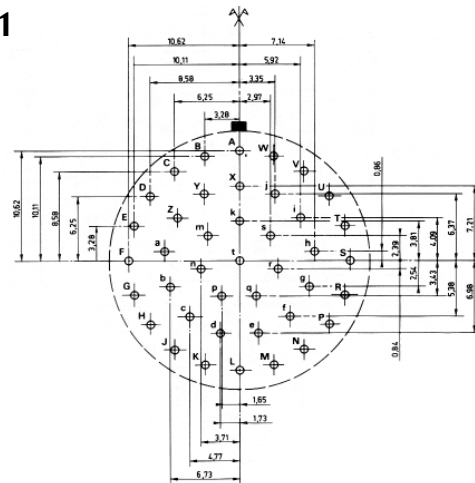 1
10,62
7,14
10,11
5,92
8,58
3,35
6,25
2,97
3,28
A
B
W
C
V
0,86
X
D
Y
j
U
10,62
10,11
8,58
6,25
3,28
E
Z
k
i
T
m
s
6,37
7,21
3,81
4,09
2,39
F
a
t
h
S
n
r
2,54
3,43
5,38
6,98
G
b
p
q
g
R
0,84
H
c
d
e
f
P
J
K
L
M
N
1,65
1,73
3,71
4,77
6,73